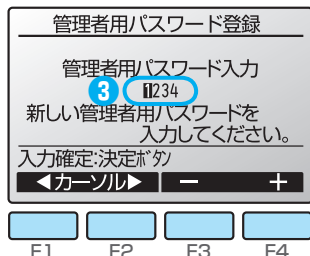 管理者用パスワード登録
管理者用パスワード入力
3 1234
新しい管理者用パスワードを
入力してください。
入力確定:決定ボタン
◀カーソル▶ − +
F1 F2 F3 F4